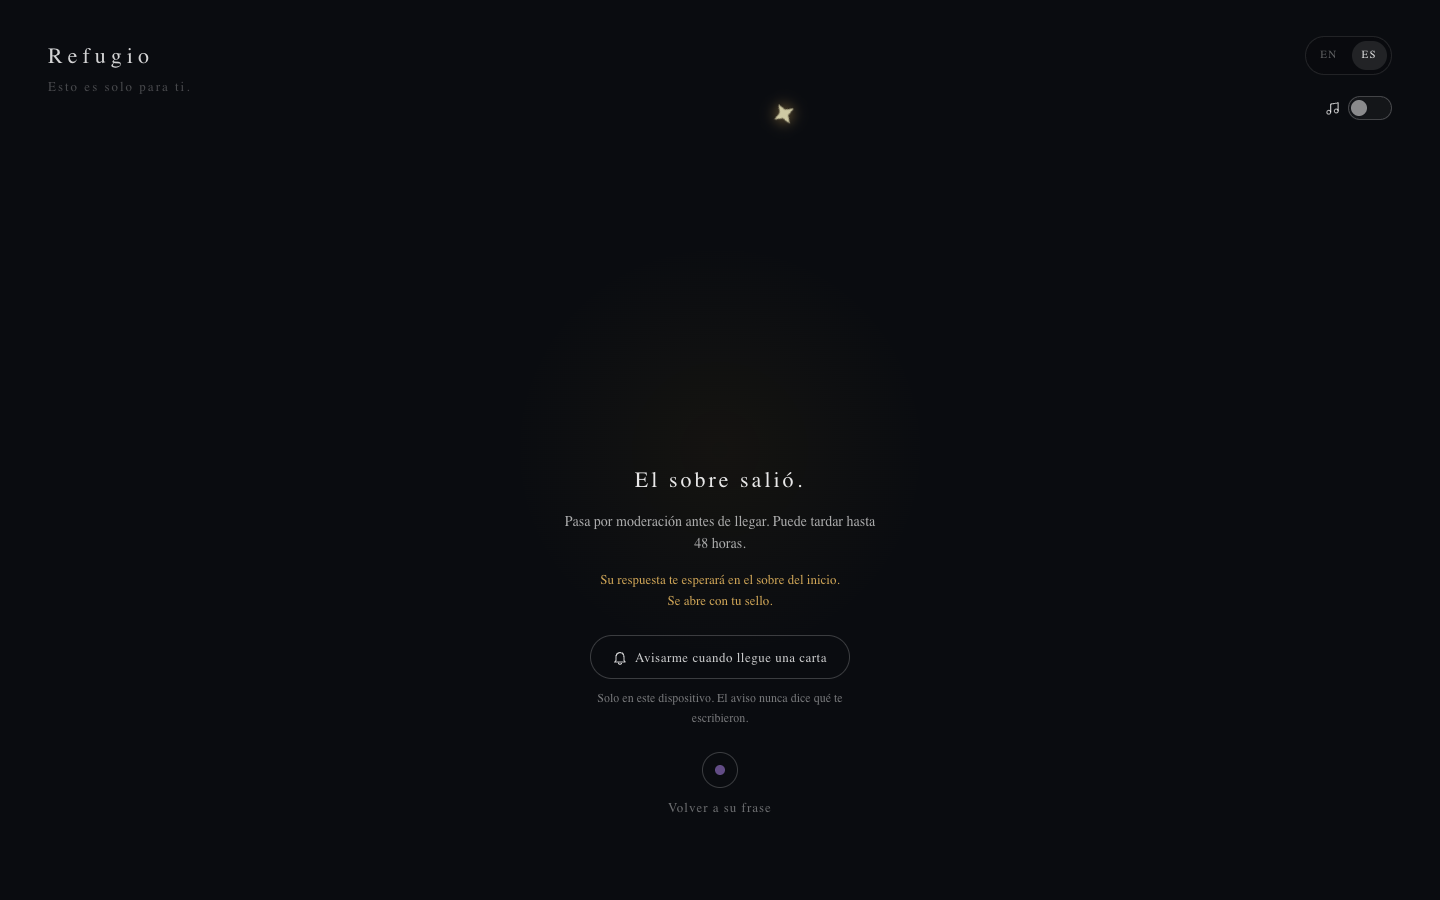 Refugio
Esto es solo para ti.
EN ES
El sobre salió.
Pasa por moderación antes de llegar. Puede tardar hasta
48 horas.
Su respuesta te esperará en el sobre del inicio.
Se abre con tu sello.
Avisarme cuando llegue una carta
Solo en este dispositivo. El aviso nunca dice qué te
escribieron.
Volver a su frase